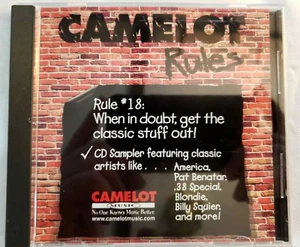 CAMELOT
Rules
Rule #18:
When in doubt, get the
classic stuff out!
✓ CD Sampler featuring classic
artists like . . . America,
Pat Benatar,
.38 Special,
Blondie,
Billy Squier,
and more!
CAMELOT
MUSIC
No One Knows Music Better.
www.camelotmusic.com